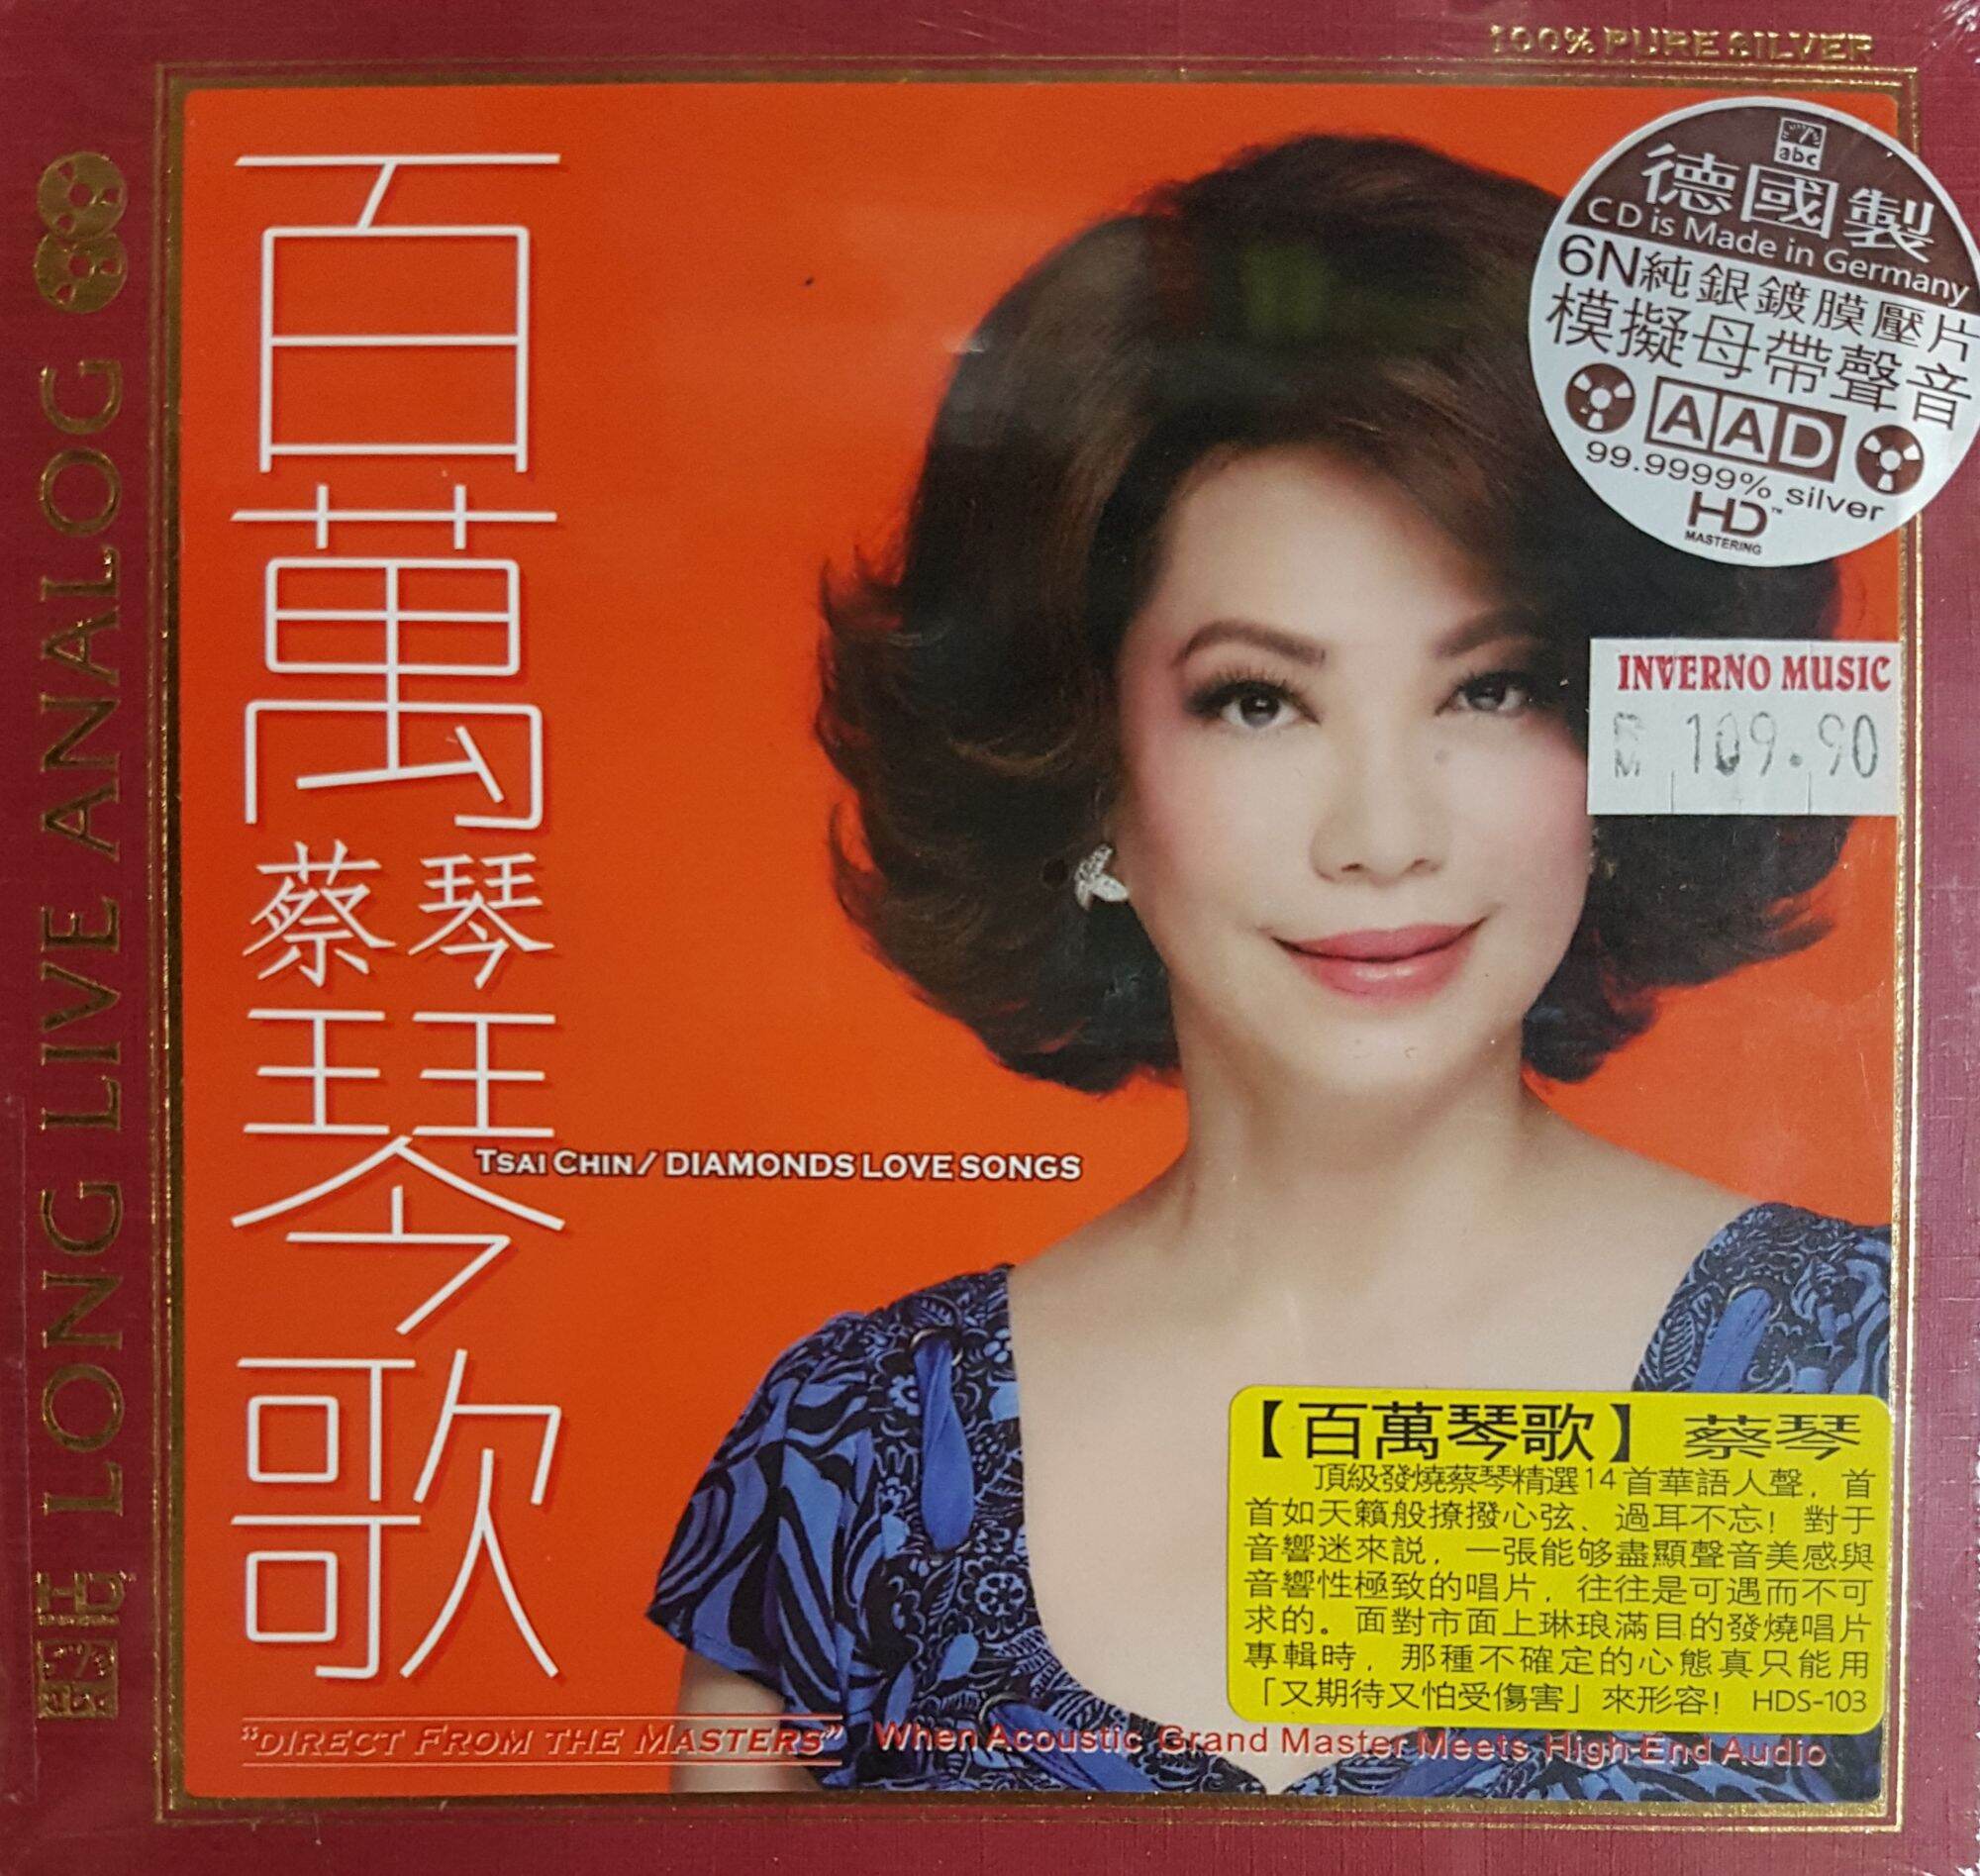 100% PURE SILVER
LONG LIVE ANALOG
abc
德國製
CD is Made in Germany
6N純銀鍍膜壓片
模擬母帶聲音
AAD
99.9999% silver
HD™
MASTERING
INVERNO MUSIC
RM 109.90
百萬
蔡琴
琴歌
TSAI CHIN/DIAMONDS LOVE SONGS
【百萬琴歌】蔡琴
頂級發燒蔡琴精選14首華語人聲，首
首如天籟般撩撥心弦、過耳不忘！對于
音響迷來説，一張能够盡顯聲音美感與
音響性極致的唱片，往往是可遇而不可
求的。面對市面上琳琅滿目的發燒唱片
專輯時，那種不確定的心態真只能用
「又期待又怕受傷害」來形容！ HDS-103
"DIRECT FROM THE MASTERS" When Acoustic Grand Master Meets High-End Audio
abc